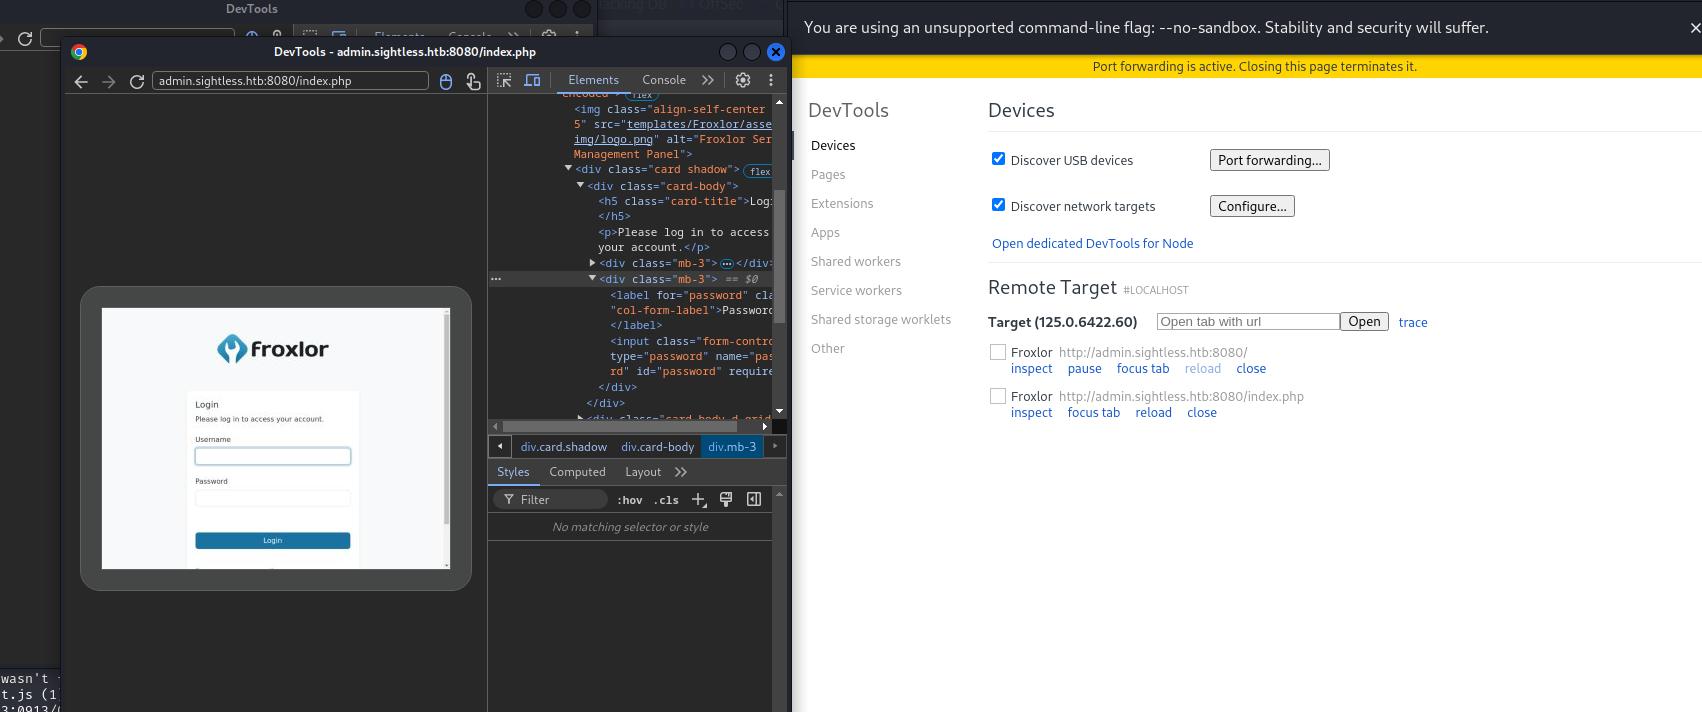 DevTools
Elements
Console
DevTools - admin.sightless.htb:8080/index.php
admin.sightless.htb:8080/index.php
Elements Console
<img class="align-self-center
5" src="templates/Froxlor/asse
img/logo.png" alt="Froxlor Ser
Management Panel">
<div class="card shadow"> flex
<div class="card-body">
<h5 class="card-title">Logi
</h5>
<p>Please log in to access
your account.</p>
<div class="mb-3"> ⋯ </div>
<div class="mb-3"> == $0
<label for="password" cla
"col-form-label">Password
</label>
<input class="form-contro
type="password" name="pas
rd" id="password" require
</div>
</div>
div.card.shadow div.card-body div.mb-3
Styles Computed Layout
Filter :hov .cls
No matching selector or style
froxlor
Login
Please log in to access your account.
Username
Password
Login
wasn't
t.js (1
You are using an unsupported command-line flag: --no-sandbox. Stability and security will suffer.
Port forwarding is active. Closing this page terminates it.
DevTools
Devices
Pages
Extensions
Apps
Shared workers
Service workers
Shared storage worklets
Other
Devices
Discover USB devices Port forwarding...
Discover network targets Configure...
Open dedicated DevTools for Node
Remote Target #LOCALHOST
Target (125.0.6422.60) Open tab with url Open trace
Froxlor http://admin.sightless.htb:8080/
inspect pause focus tab reload close
Froxlor http://admin.sightless.htb:8080/index.php
inspect focus tab reload close